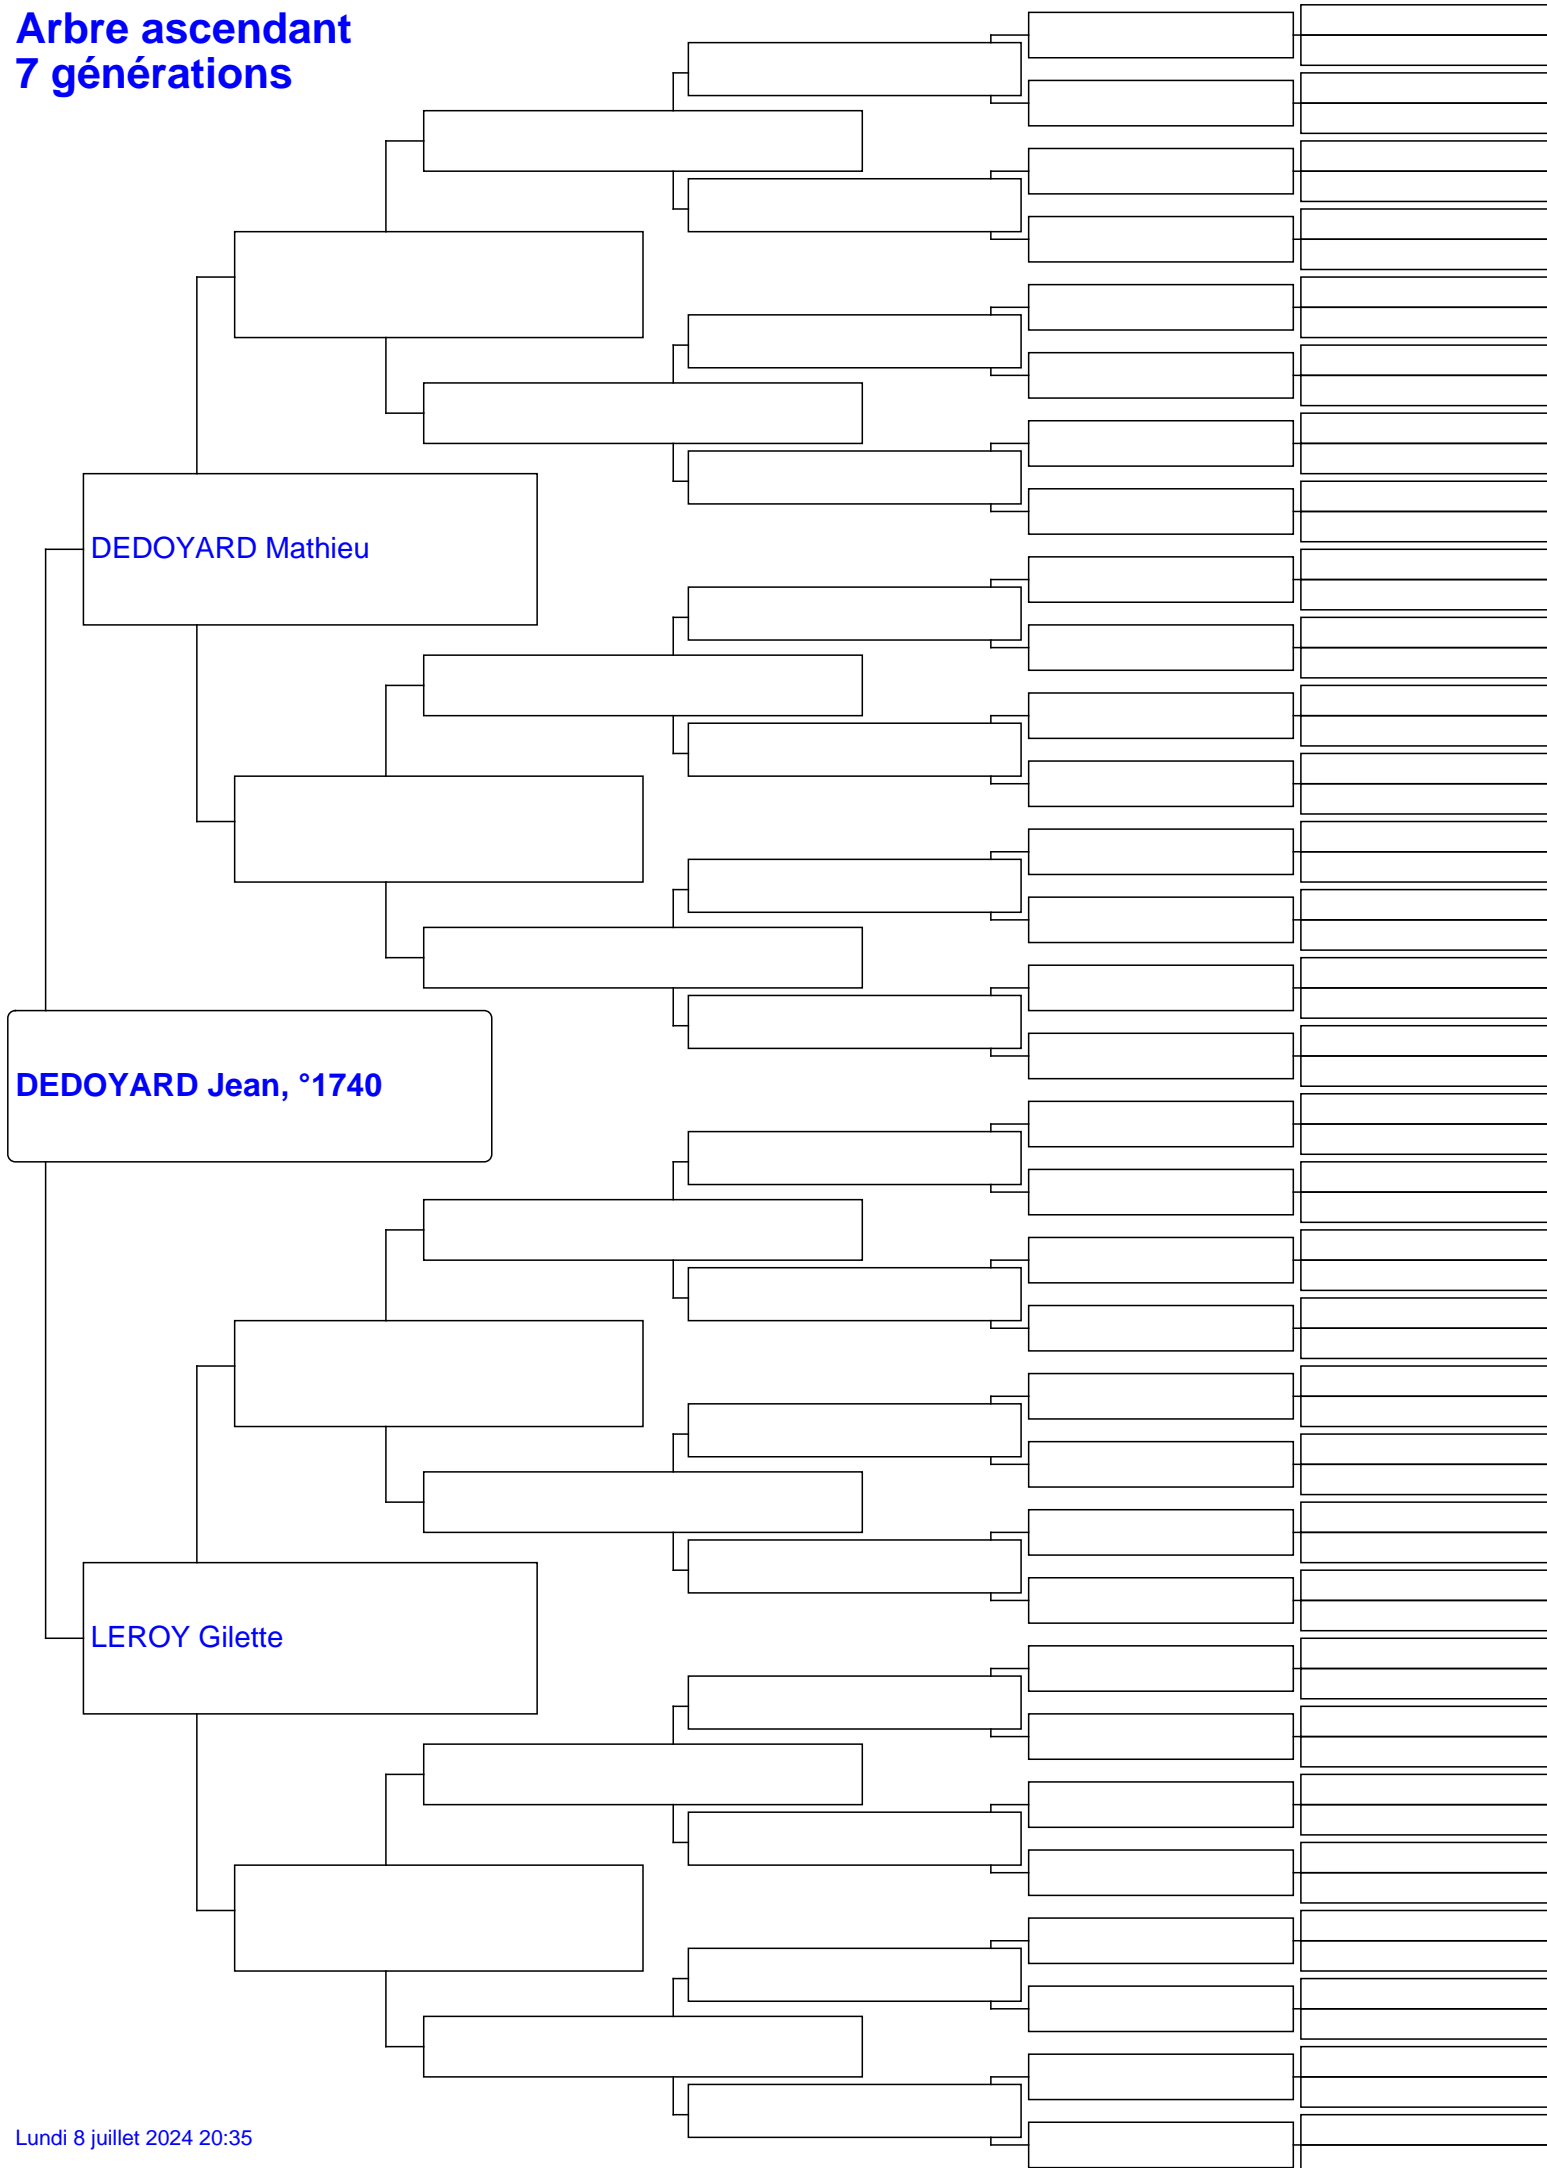 Arbre ascendant
7 générations
DEDOYARD Mathieu
DEDOYARD Jean, °1740
LEROY Gilette
Lundi 8 juillet 2024 20:35